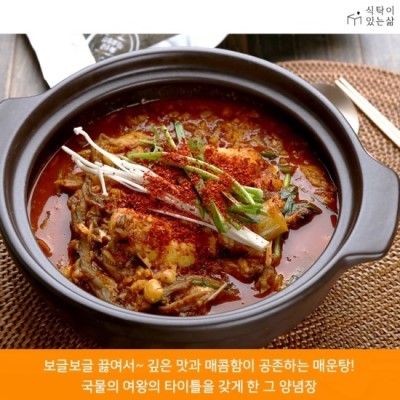 식탁이
있는삶
보글보글 끓여서~ 깊은 맛과 매콤함이 공존하는 매운탕!
국물의 여왕의 타이틀을 갖게 한 그 양념장